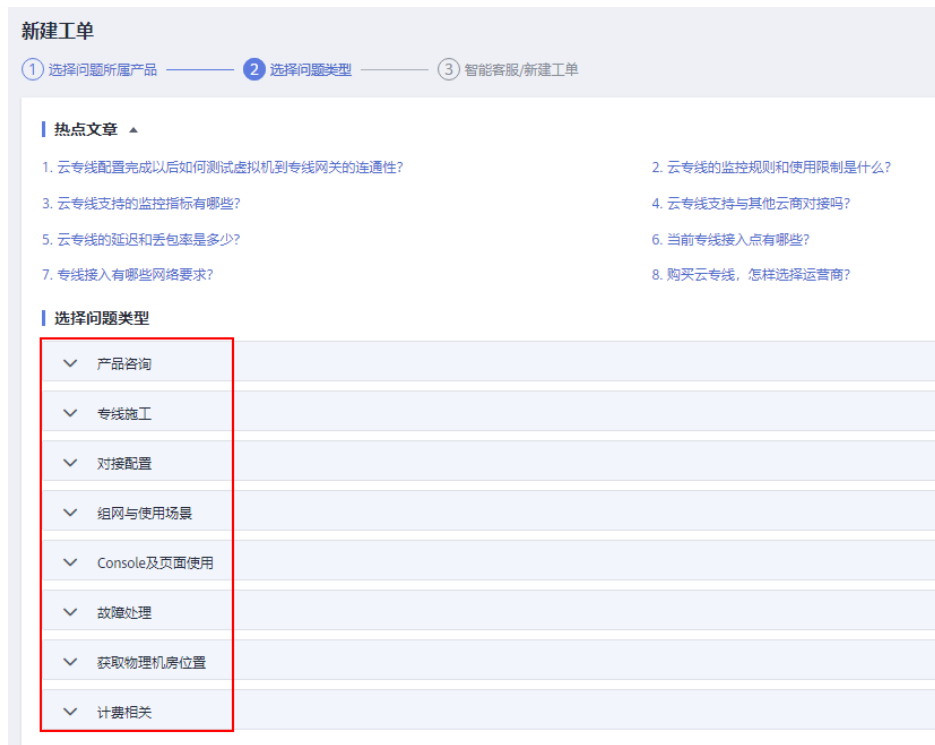 新建工单
1 选择问题所属产品 2 选择问题类型 3 智能客服/新建工单
热点文章
1. 云专线配置完成以后如何测试虚拟机到专线网关的连通性?
2. 云专线的监控规则和使用限制是什么?
3. 云专线支持的监控指标有哪些?
4. 云专线支持与其他云商对接吗?
5. 云专线的延迟和丢包率是多少?
6. 当前专线接入点有哪些?
7. 专线接入有哪些网络要求?
8. 购买云专线，怎样选择运营商?
选择问题类型
产品咨询
专线施工
对接配置
组网与使用场景
Console及页面使用
故障处理
获取物理机房位置
计费相关